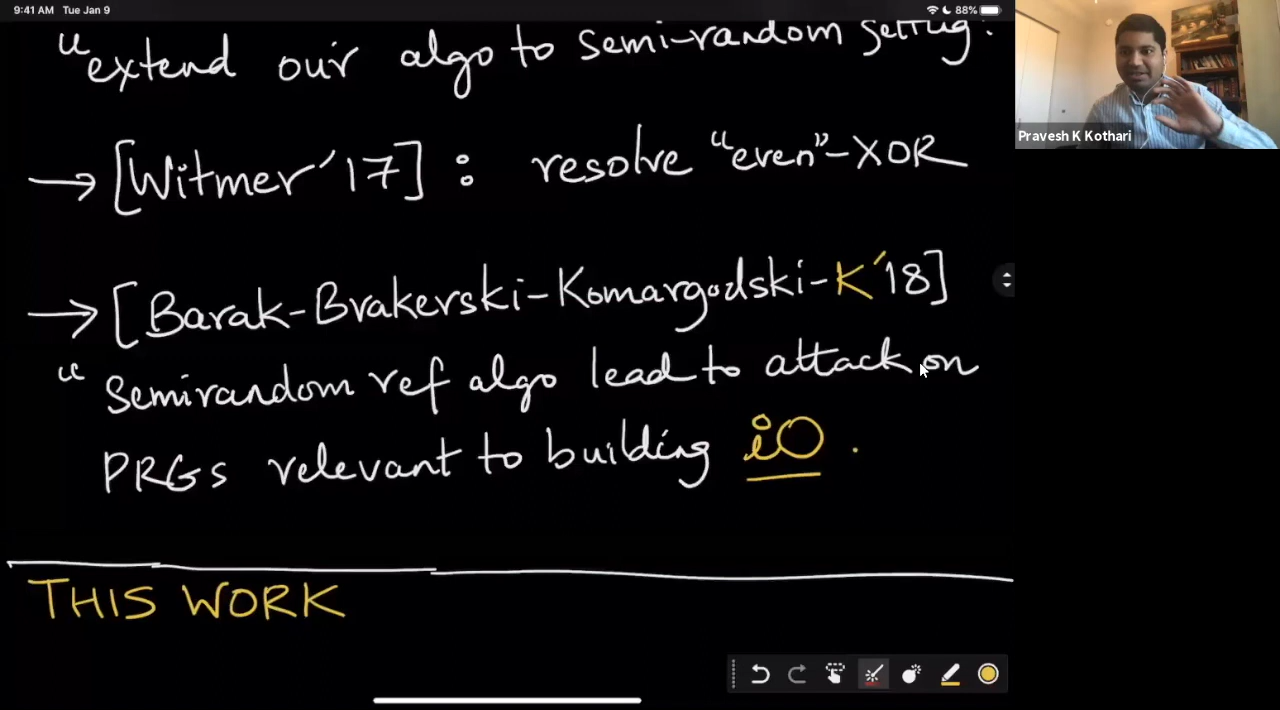 9:41 AM Tue Jan 9
88%
"extend our algo to semi-random setting.
Pravesh K Kothari
→ [Witmer '17] : resolve "even"-XOR
→ [Barak-Brakerski-Komargodski-K'18]
" Semirandom ref algo lead to attack on
PRGs relevant to building iO .
THIS WORK